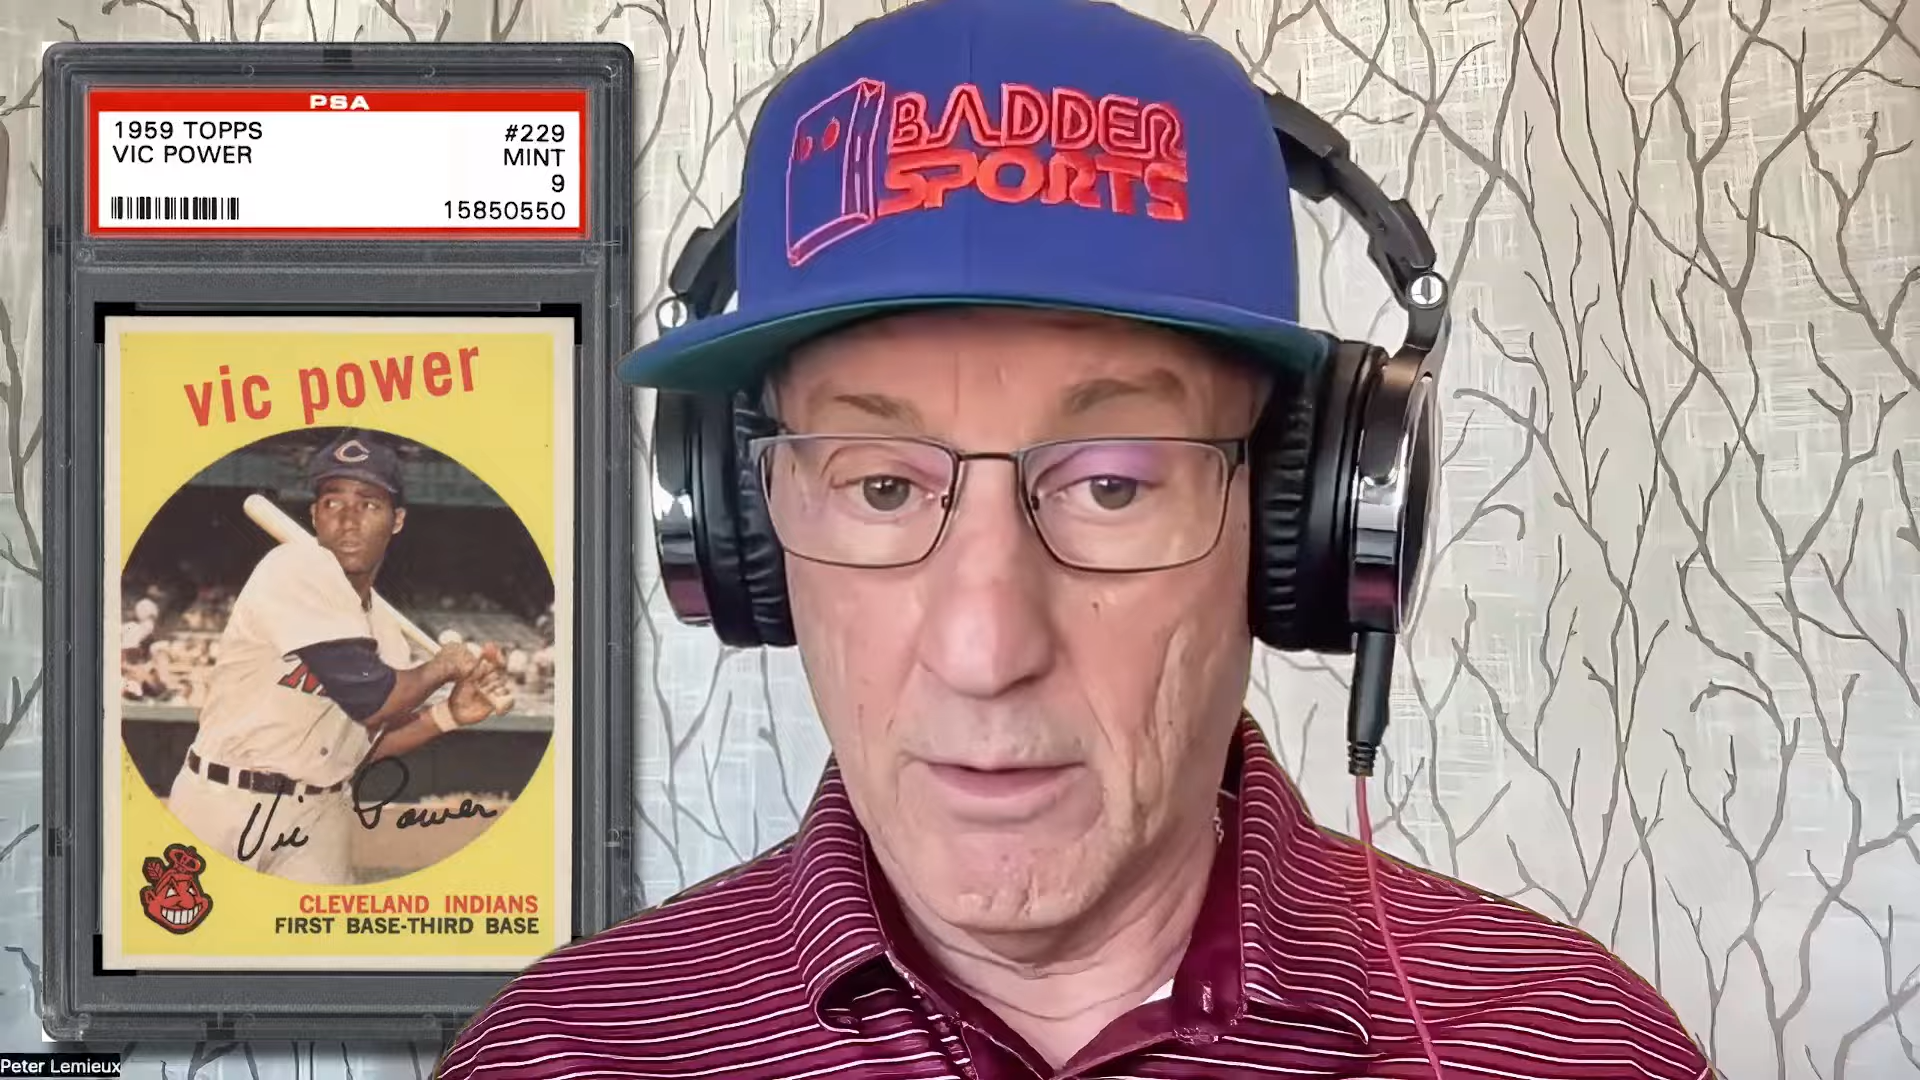 PSA
1959 TOPPS #229
VIC POWER MINT
9
15850550
vic power
C
Vic Power
CLEVELAND INDIANS
FIRST BASE-THIRD BASE
BADDER
SPORTS
Peter Lemieux